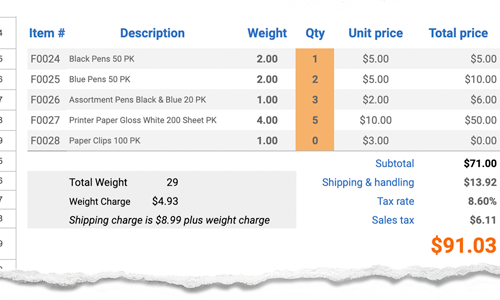 Item # Description Weight Qty Unit price Total price
F0024 Black Pens 50 PK 2.00 1 $5.00 $5.00
F0025 Blue Pens 50 PK 2.00 2 $5.00 $10.00
F0026 Assortment Pens Black & Blue 20 PK 1.00 3 $2.00 $6.00
F0027 Printer Paper Gloss White 200 Sheet PK 4.00 5 $10.00 $50.00
F0028 Paper Clips 100 PK 1.00 0 $3.00 $0.00
Subtotal $71.00
Total Weight 29 Shipping & handling $13.92
Weight Charge $4.93 Tax rate 8.60%
Shipping charge is $8.99 plus weight charge Sales tax $6.11
$91.03